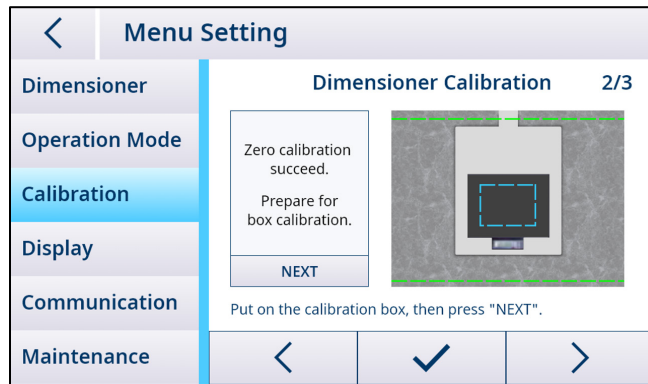 Menu Setting
Dimensioner
Operation Mode
Calibration
Display
Communication
Maintenance
Dimensioner Calibration 2/3
Zero calibration
succeed.
Prepare for
box calibration.
NEXT
Put on the calibration box, then press "NEXT".